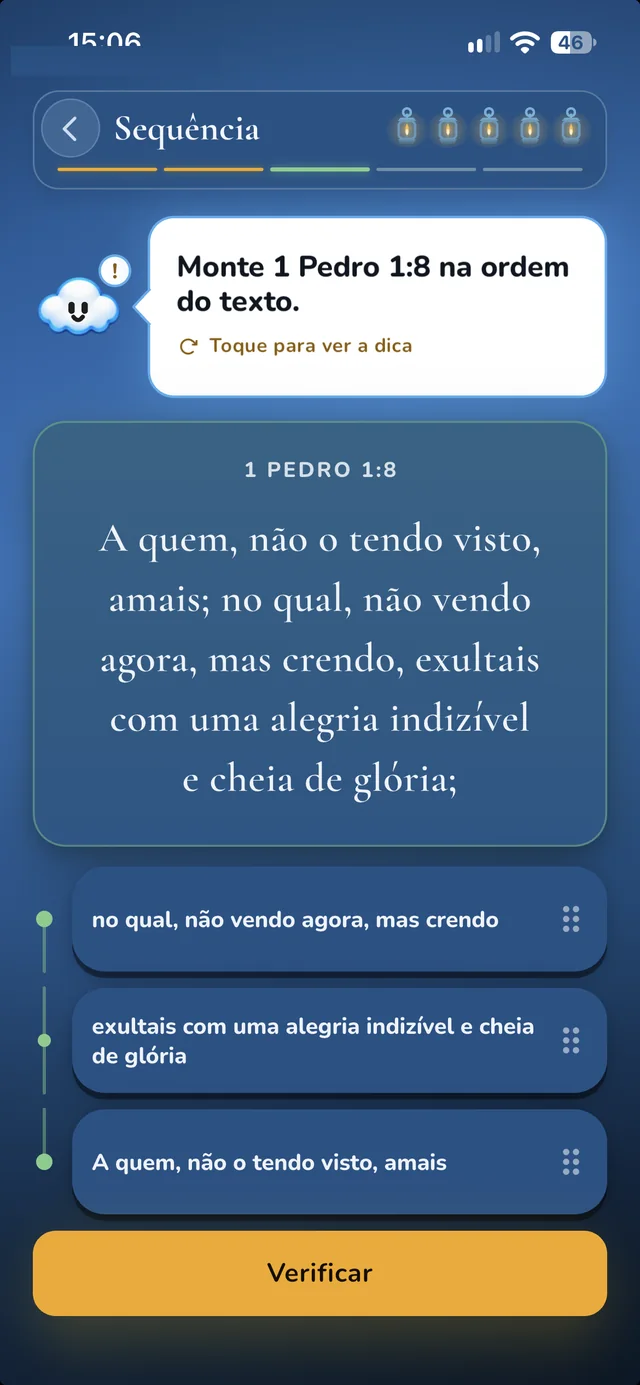 15:06
46
Sequência
!
Monte 1 Pedro 1:8 na ordem
do texto.
Toque para ver a dica
1 PEDRO 1:8
A quem, não o tendo visto,
amais; no qual, não vendo
agora, mas crendo, exultais
com uma alegria indizível
e cheia de glória;
no qual, não vendo agora, mas crendo
exultais com uma alegria indizível e cheia
de glória
A quem, não o tendo visto, amais
Verificar